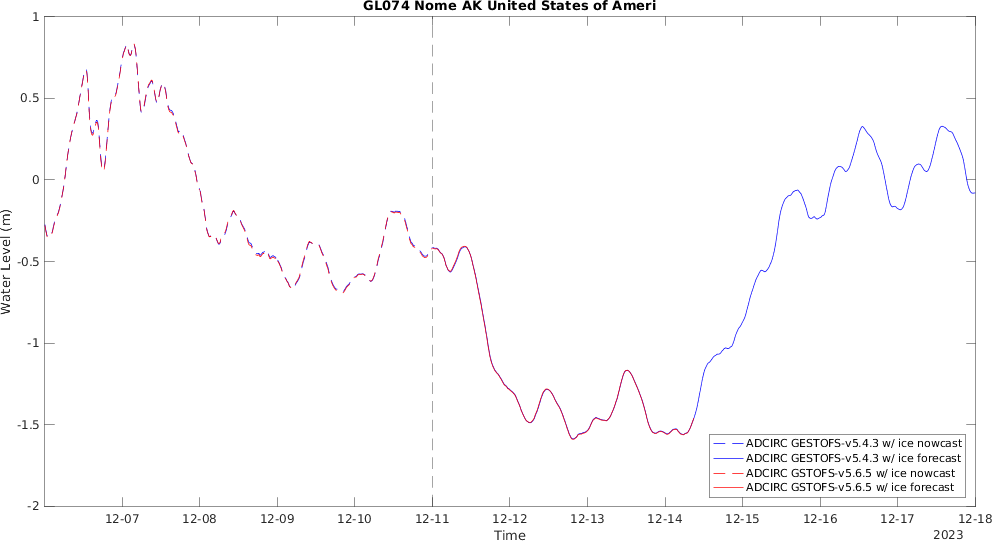 GL074 Nome AK United States of Ameri
1
0.5
0
-0.5
-1
-1.5
-2
Water Level (m)
12-07 12-08 12-09 12-10 12-11 12-12 12-13 12-14 12-15 12-16 12-17 12-18
Time
2023
ADCIRC GESTOFS-v5.4.3 w/ ice nowcast
ADCIRC GESTOFS-v5.4.3 w/ ice forecast
ADCIRC GSTOFS-v5.6.5 w/ ice nowcast
ADCIRC GSTOFS-v5.6.5 w/ ice forecast